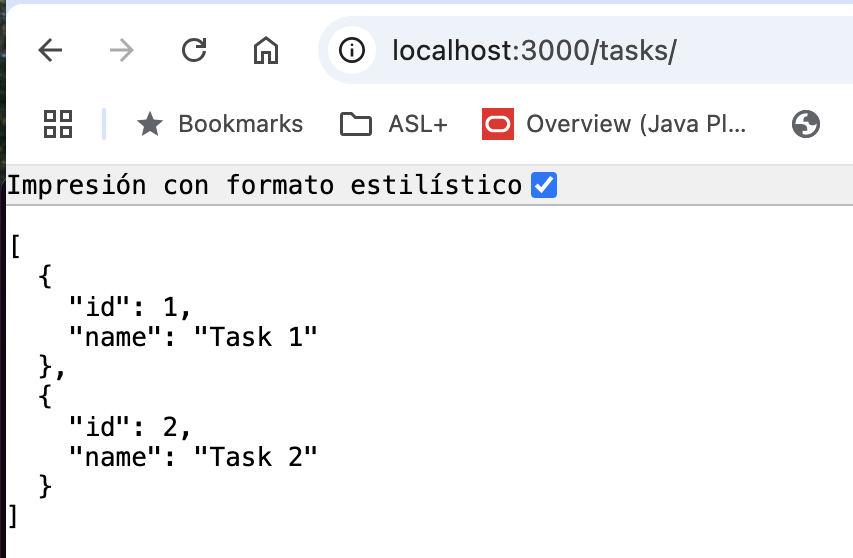 localhost:3000/tasks/
Bookmarks ASL+ Overview (Java Pl...
Impresión con formato estilístico
[
  {
    "id": 1,
    "name": "Task 1"
  },
  {
    "id": 2,
    "name": "Task 2"
  }
]